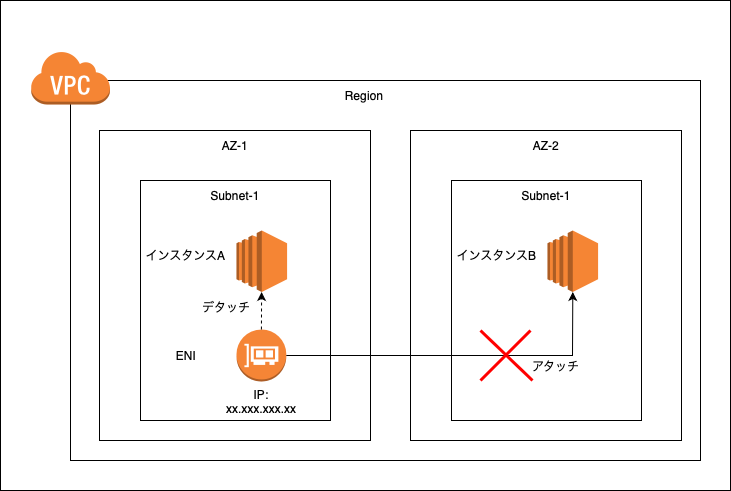 VPC
Region
AZ-1
AZ-2
Subnet-1
Subnet-1
インスタンスA
インスタンスB
デタッチ
ENI
アタッチ
IP:
xx.xxx.xxx.xx